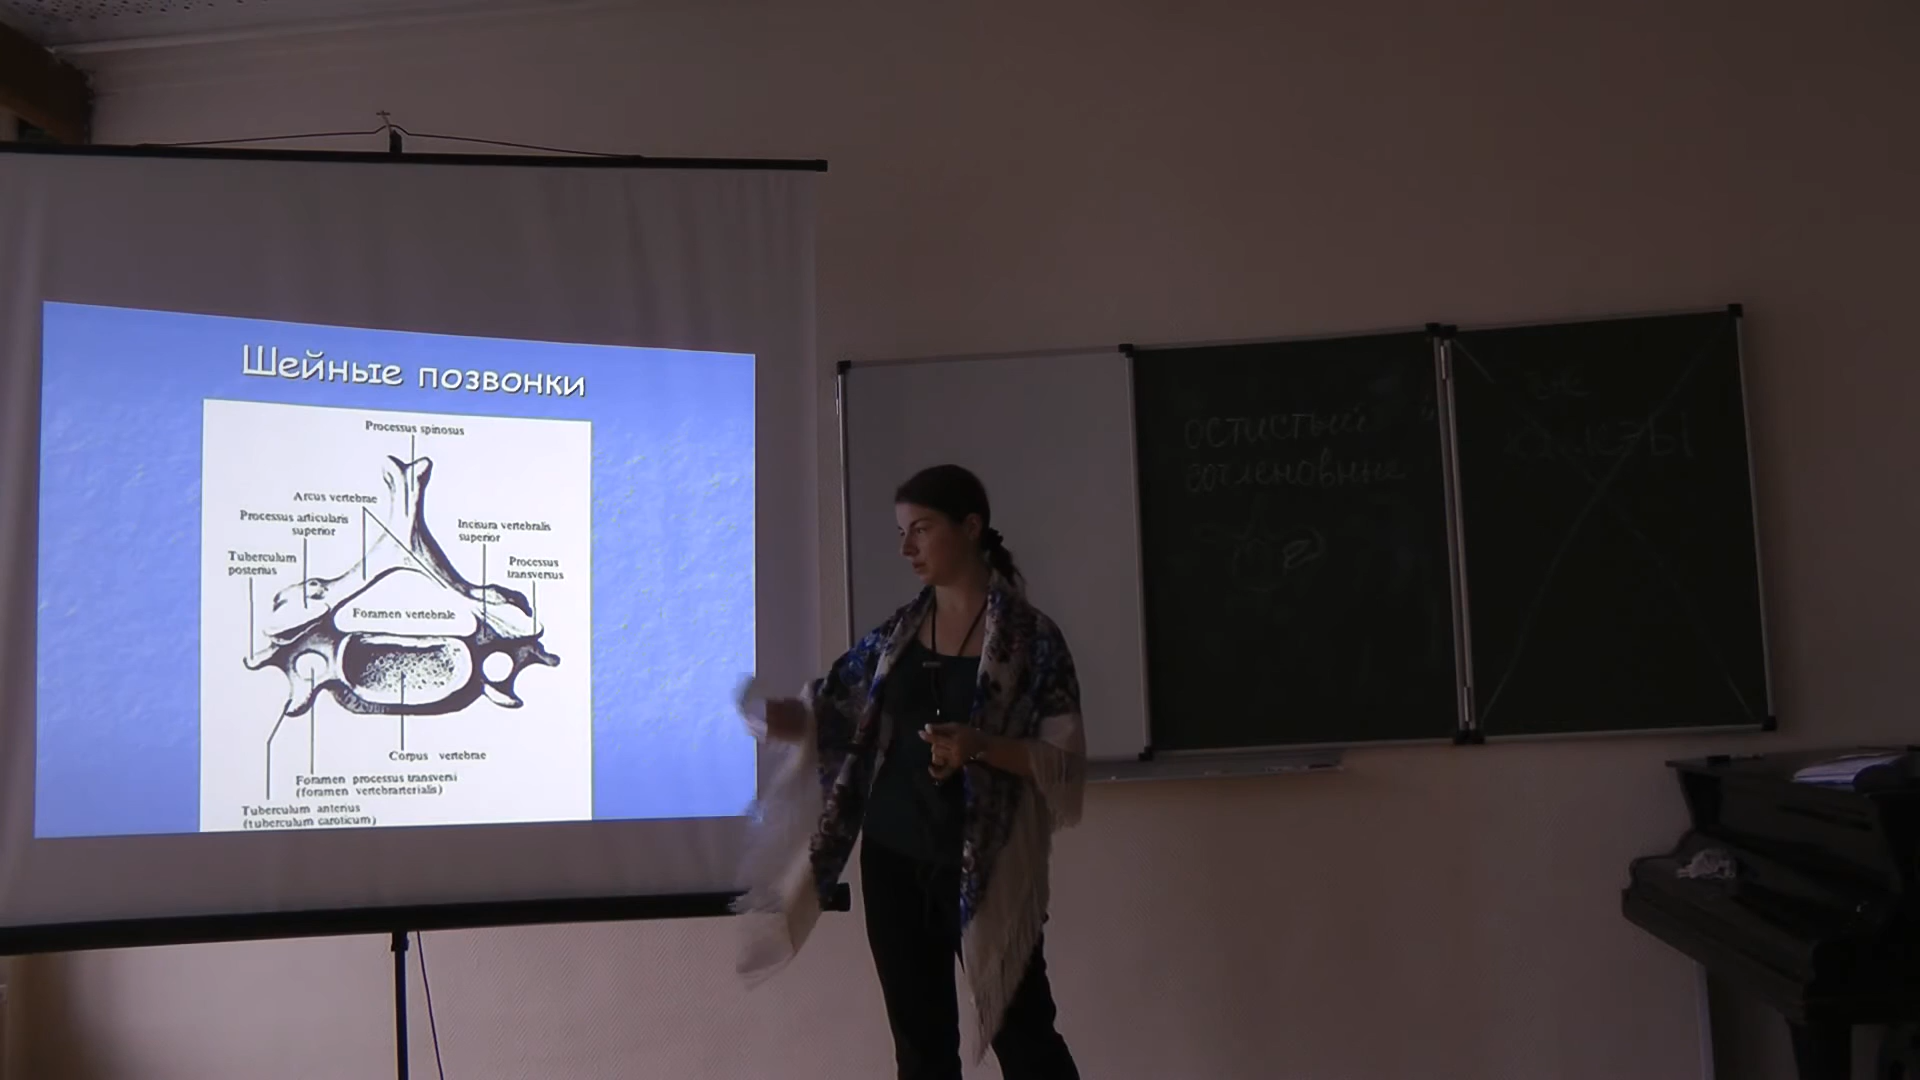 Шейные позвонки
Processus spinosus
Arcus vertebrae
Processus articularis
superior
Incisura vertebralis
superior
Tuberculum
posterius
Processus
transversus
Foramen vertebrale
Corpus vertebrae
Foramen processus transversi
(foramen vertebrarterialis)
Tuberculum anterius
(tuberculum caroticum)
остистый